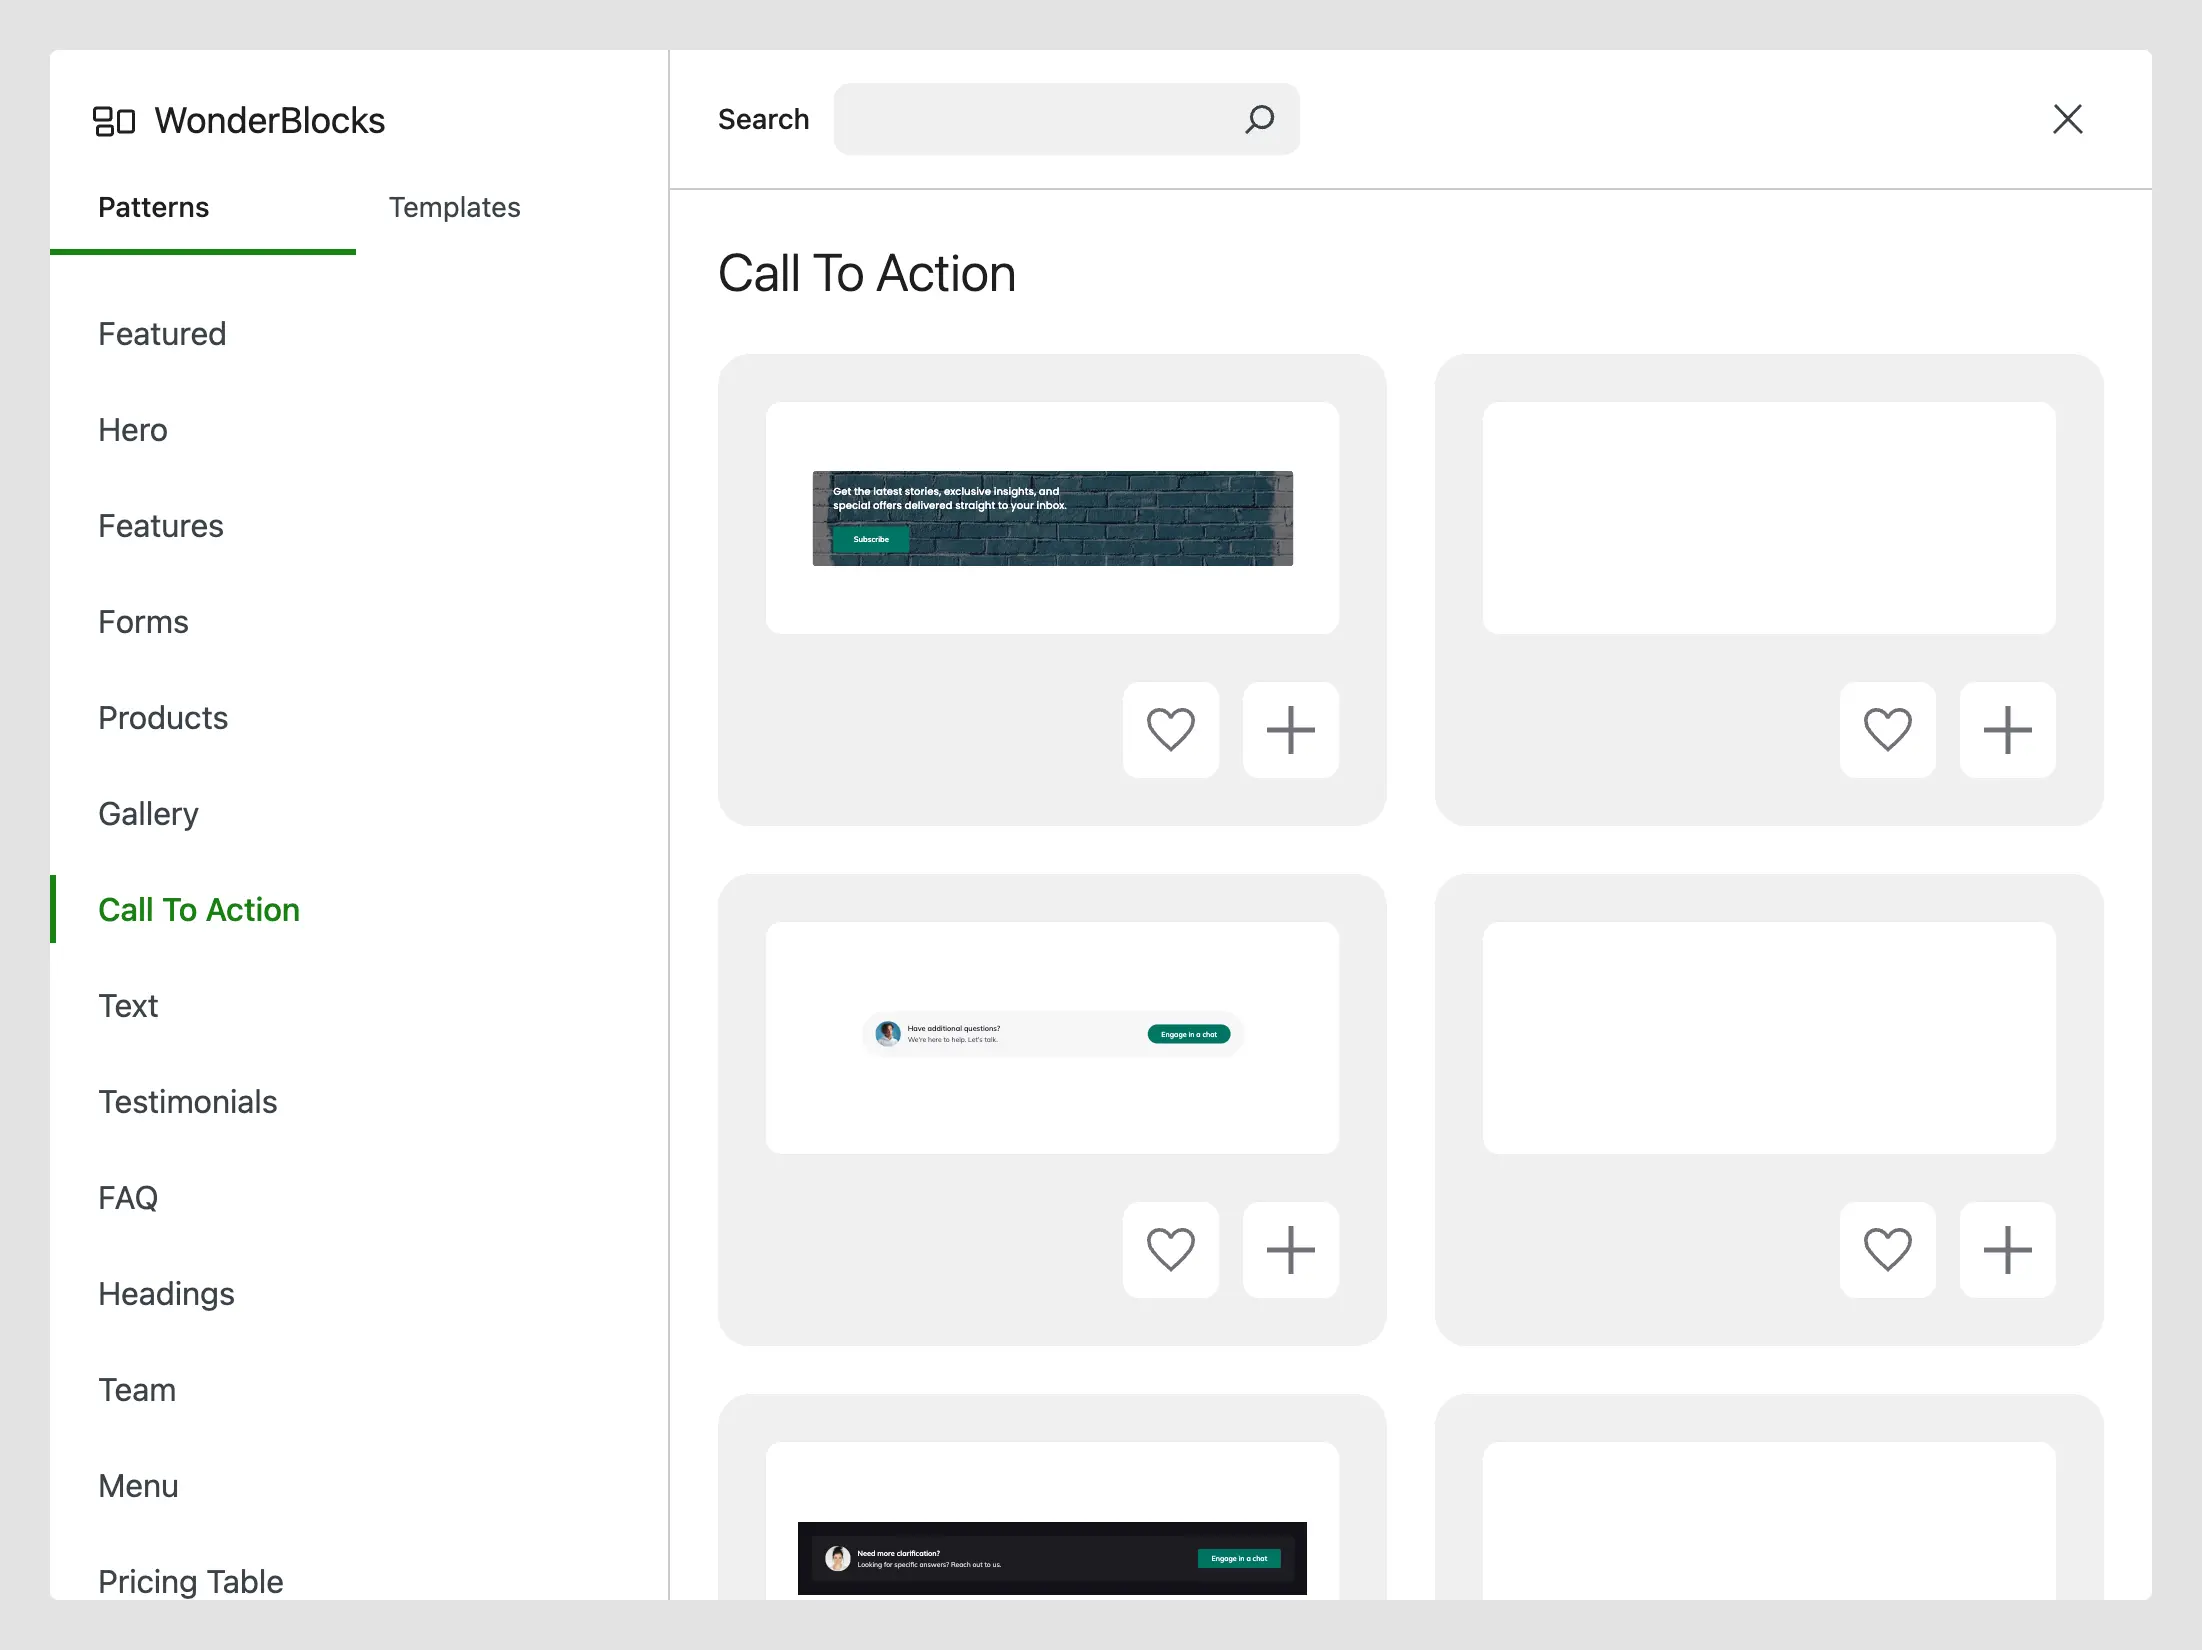 WonderBlocks
Patterns
Templates
Featured
Hero
Features
Forms
Products
Gallery
Call To Action
Text
Testimonials
FAQ
Headings
Team
Menu
Pricing Table
Search
Call To Action
Get the latest stories, exclusive insights, and
special offers delivered straight to your inbox.
Subscribe
Have additional questions?
We're here to help. Let's talk.
Engage in a chat
Need more clarification?
Looking for specific answers? Reach out to us.
Engage in a chat